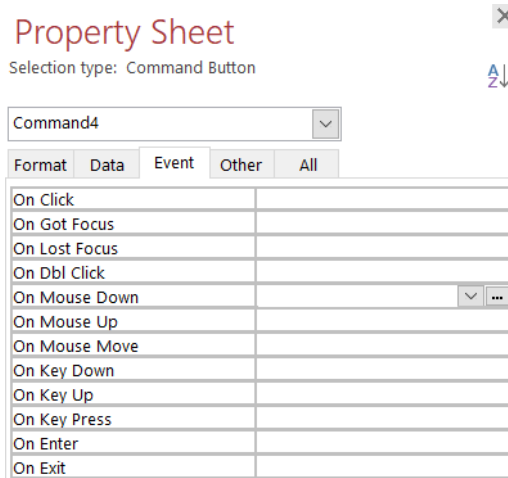 Property Sheet
Selection type: Command Button
Command4
Format Data Event Other All
On Click
On Got Focus
On Lost Focus
On Dbl Click
On Mouse Down
On Mouse Up
On Mouse Move
On Key Down
On Key Up
On Key Press
On Enter
On Exit